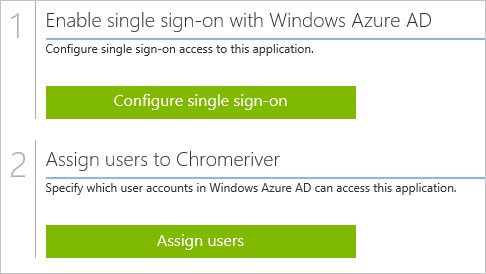 1
Enable single sign-on with Windows Azure AD
Configure single sign-on access to this application.
Configure single sign-on
2
Assign users to Chromeriver
Specify which user accounts in Windows Azure AD can access this application.
Assign users